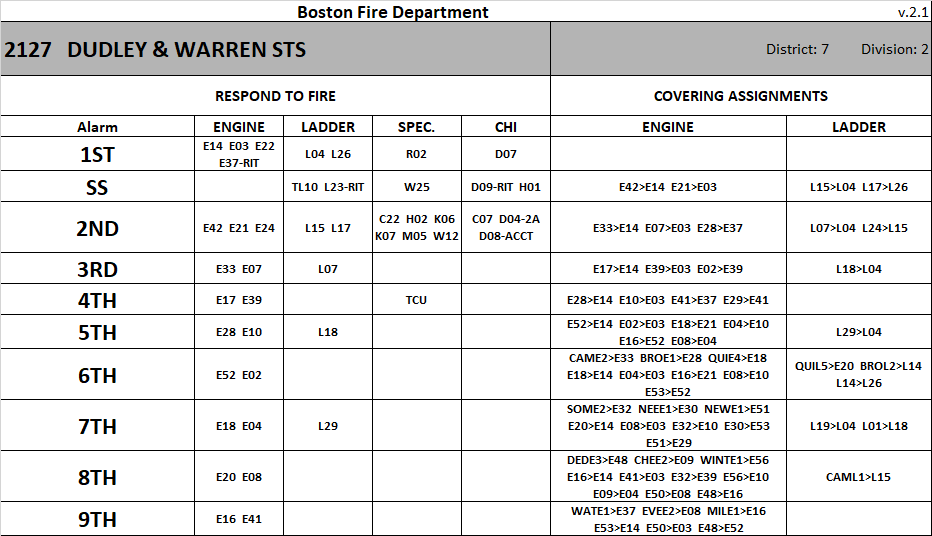 Boston Fire Department v.2.1
2127 DUDLEY & WARREN STS District: 7 Division: 2
RESPOND TO FIRE COVERING ASSIGNMENTS
Alarm ENGINE LADDER SPEC. CHI ENGINE LADDER
1ST E14 E03 E22 E37-RIT L04 L26 R02 D07
SS TL10 L23-RIT W25 D09-RIT H01 E42>E14 E21>E03 L15>L04 L17>L26
2ND E42 E21 E24 L15 L17 C22 H02 K06 K07 M05 W12 C07 D04-2A D08-ACCT E33>E14 E07>E03 E28>E37 L07>L04 L24>L15
3RD E33 E07 L07 E17>E14 E39>E03 E02>E39 L18>L04
4TH E17 E39 TCU E28>E14 E10>E03 E41>E37 E29>E41
5TH E28 E10 L18 E52>E14 E02>E03 E18>E21 E04>E10 E16>E52 E08>E04 L29>L04
6TH E52 E02 CAME2>E33 BROE1>E28 QUIE4>E18 E18>E14 E04>E03 E16>E21 E08>E10 E53>E52 QUIL5>E20 BROL2>L14 L14>L26
7TH E18 E04 L29 SOME2>E32 NEEE1>E30 NEWE1>E51 E20>E14 E08>E03 E32>E10 E30>E53 E51>E29 L19>L04 L01>L18
8TH E20 E08 DEDE3>E48 CHEE2>E09 WINTE1>E56 E16>E14 E41>E03 E32>E39 E56>E10 E09>E04 E50>E08 E48>E16 CAML1>L15
9TH E16 E41 WATE1>E37 EVEE2>E08 MILE1>E16 E53>E14 E50>E03 E48>E52